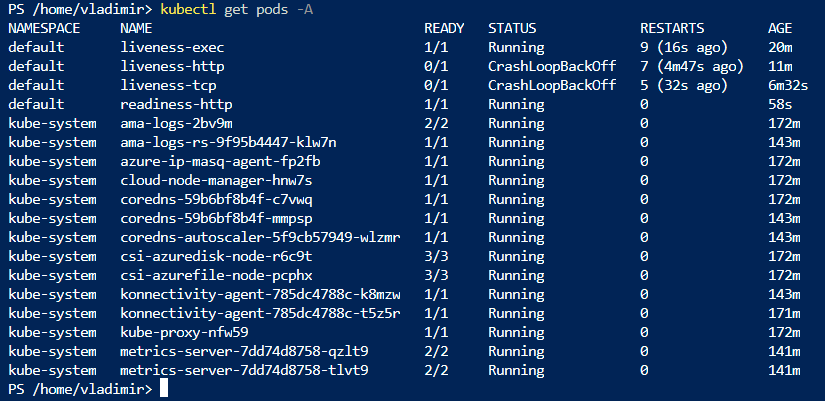 PS /home/vladimir> kubectl get pods -A
NAMESPACE NAME READY STATUS RESTARTS AGE
default liveness-exec 1/1 Running 9 (16s ago) 20m
default liveness-http 0/1 CrashLoopBackOff 7 (4m47s ago) 11m
default liveness-tcp 0/1 CrashLoopBackOff 5 (32s ago) 6m32s
default readiness-http 1/1 Running 0 58s
kube-system ama-logs-2bv9m 2/2 Running 0 172m
kube-system ama-logs-rs-9f95b4447-klw7n 1/1 Running 0 143m
kube-system azure-ip-masq-agent-fp2fb 1/1 Running 0 172m
kube-system cloud-node-manager-hnw7s 1/1 Running 0 172m
kube-system coredns-59b6bf8b4f-c7vwq 1/1 Running 0 172m
kube-system coredns-59b6bf8b4f-mmpsp 1/1 Running 0 143m
kube-system coredns-autoscaler-5f9cb57949-wlzmr 1/1 Running 0 143m
kube-system csi-azuredisk-node-r6c9t 3/3 Running 0 172m
kube-system csi-azurefile-node-pcphx 3/3 Running 0 172m
kube-system konnectivity-agent-785dc4788c-k8mzw 1/1 Running 0 143m
kube-system konnectivity-agent-785dc4788c-t5z5r 1/1 Running 0 171m
kube-system kube-proxy-nfw59 1/1 Running 0 172m
kube-system metrics-server-7dd74d8758-qzlt9 2/2 Running 0 141m
kube-system metrics-server-7dd74d8758-tlvt9 2/2 Running 0 141m
PS /home/vladimir>